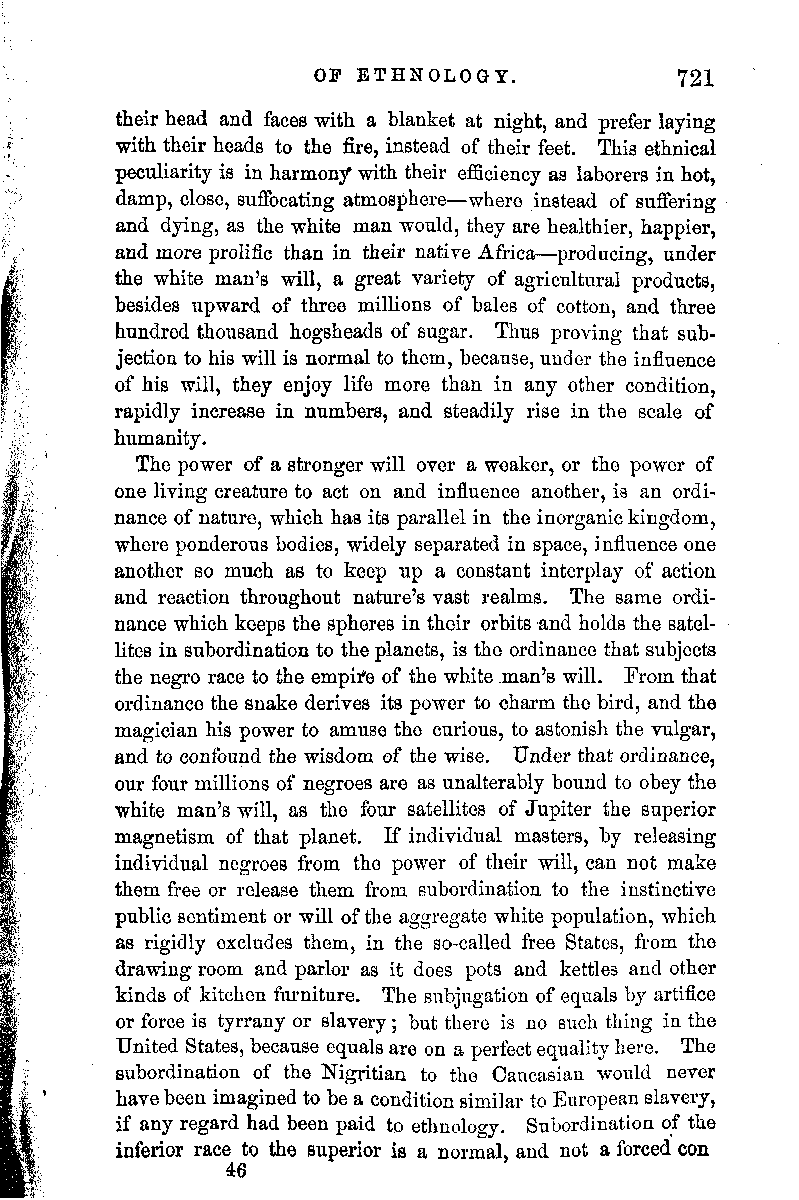 OF ETHNOLOGY. 721
their head and faces with a blanket at night, and prefer laying
with their heads to the fire, instead of their feet. This ethnical
peculiarity is in harmony with their efficiency as laborers in hot,
damp, close, suffocating atmosphere—where instead of suffering
and dying, as the white man would, they are healthier, happier,
and more prolific than in their native Africa—producing, under
the white man's will, a great variety of agricultural products,
besides upward of three millions of bales of cotton, and three
hundred thousand hogsheads of sugar. Thus proving that sub-
jection to his will is normal to them, because, under the influence
of his will, they enjoy life more than in any other condition,
rapidly increase in numbers, and steadily rise in the scale of
humanity.
The power of a stronger will over a weaker, or the power of
one living creature to act on and influence another, is an ordi-
nance of nature, which has its parallel in the inorganic kingdom,
where ponderous bodies, widely separated in space, influence one
another so much as to keep up a constant interplay of action
and reaction throughout nature's vast realms. The same ordi-
nance which keeps the spheres in their orbits and holds the satel-
lites in subordination to the planets, is the ordinance that subjects
the negro race to the empire of the white man's will. From that
ordinance the snake derives its power to charm the bird, and the
magician his power to amuse the curious, to astonish the vulgar,
and to confound the wisdom of the wise. Under that ordinance,
our four millions of negroes are as unalterably bound to obey the
white man's will, as the four satellites of Jupiter the superior
magnetism of that planet. If individual masters, by releasing
individual negroes from the power of their will, can not make
them free or release them from subordination to the instinctive
public sentiment or will of the aggregate white population, which
as rigidly excludes them, in the so-called free States, from the
drawing room and parlor as it does pots and kettles and other
kinds of kitchen furniture. The subjugation of equals by artifice
or force is tyrrany or slavery; but there is no such thing in the
United States, because equals are on a perfect equality here. The
subordination of the Nigritian to the Caucasian would never
have been imagined to be a condition similar to European slavery,
if any regard had been paid to ethnology. Subordination of the
inferior race to the superior is a normal, and not a forced con
46